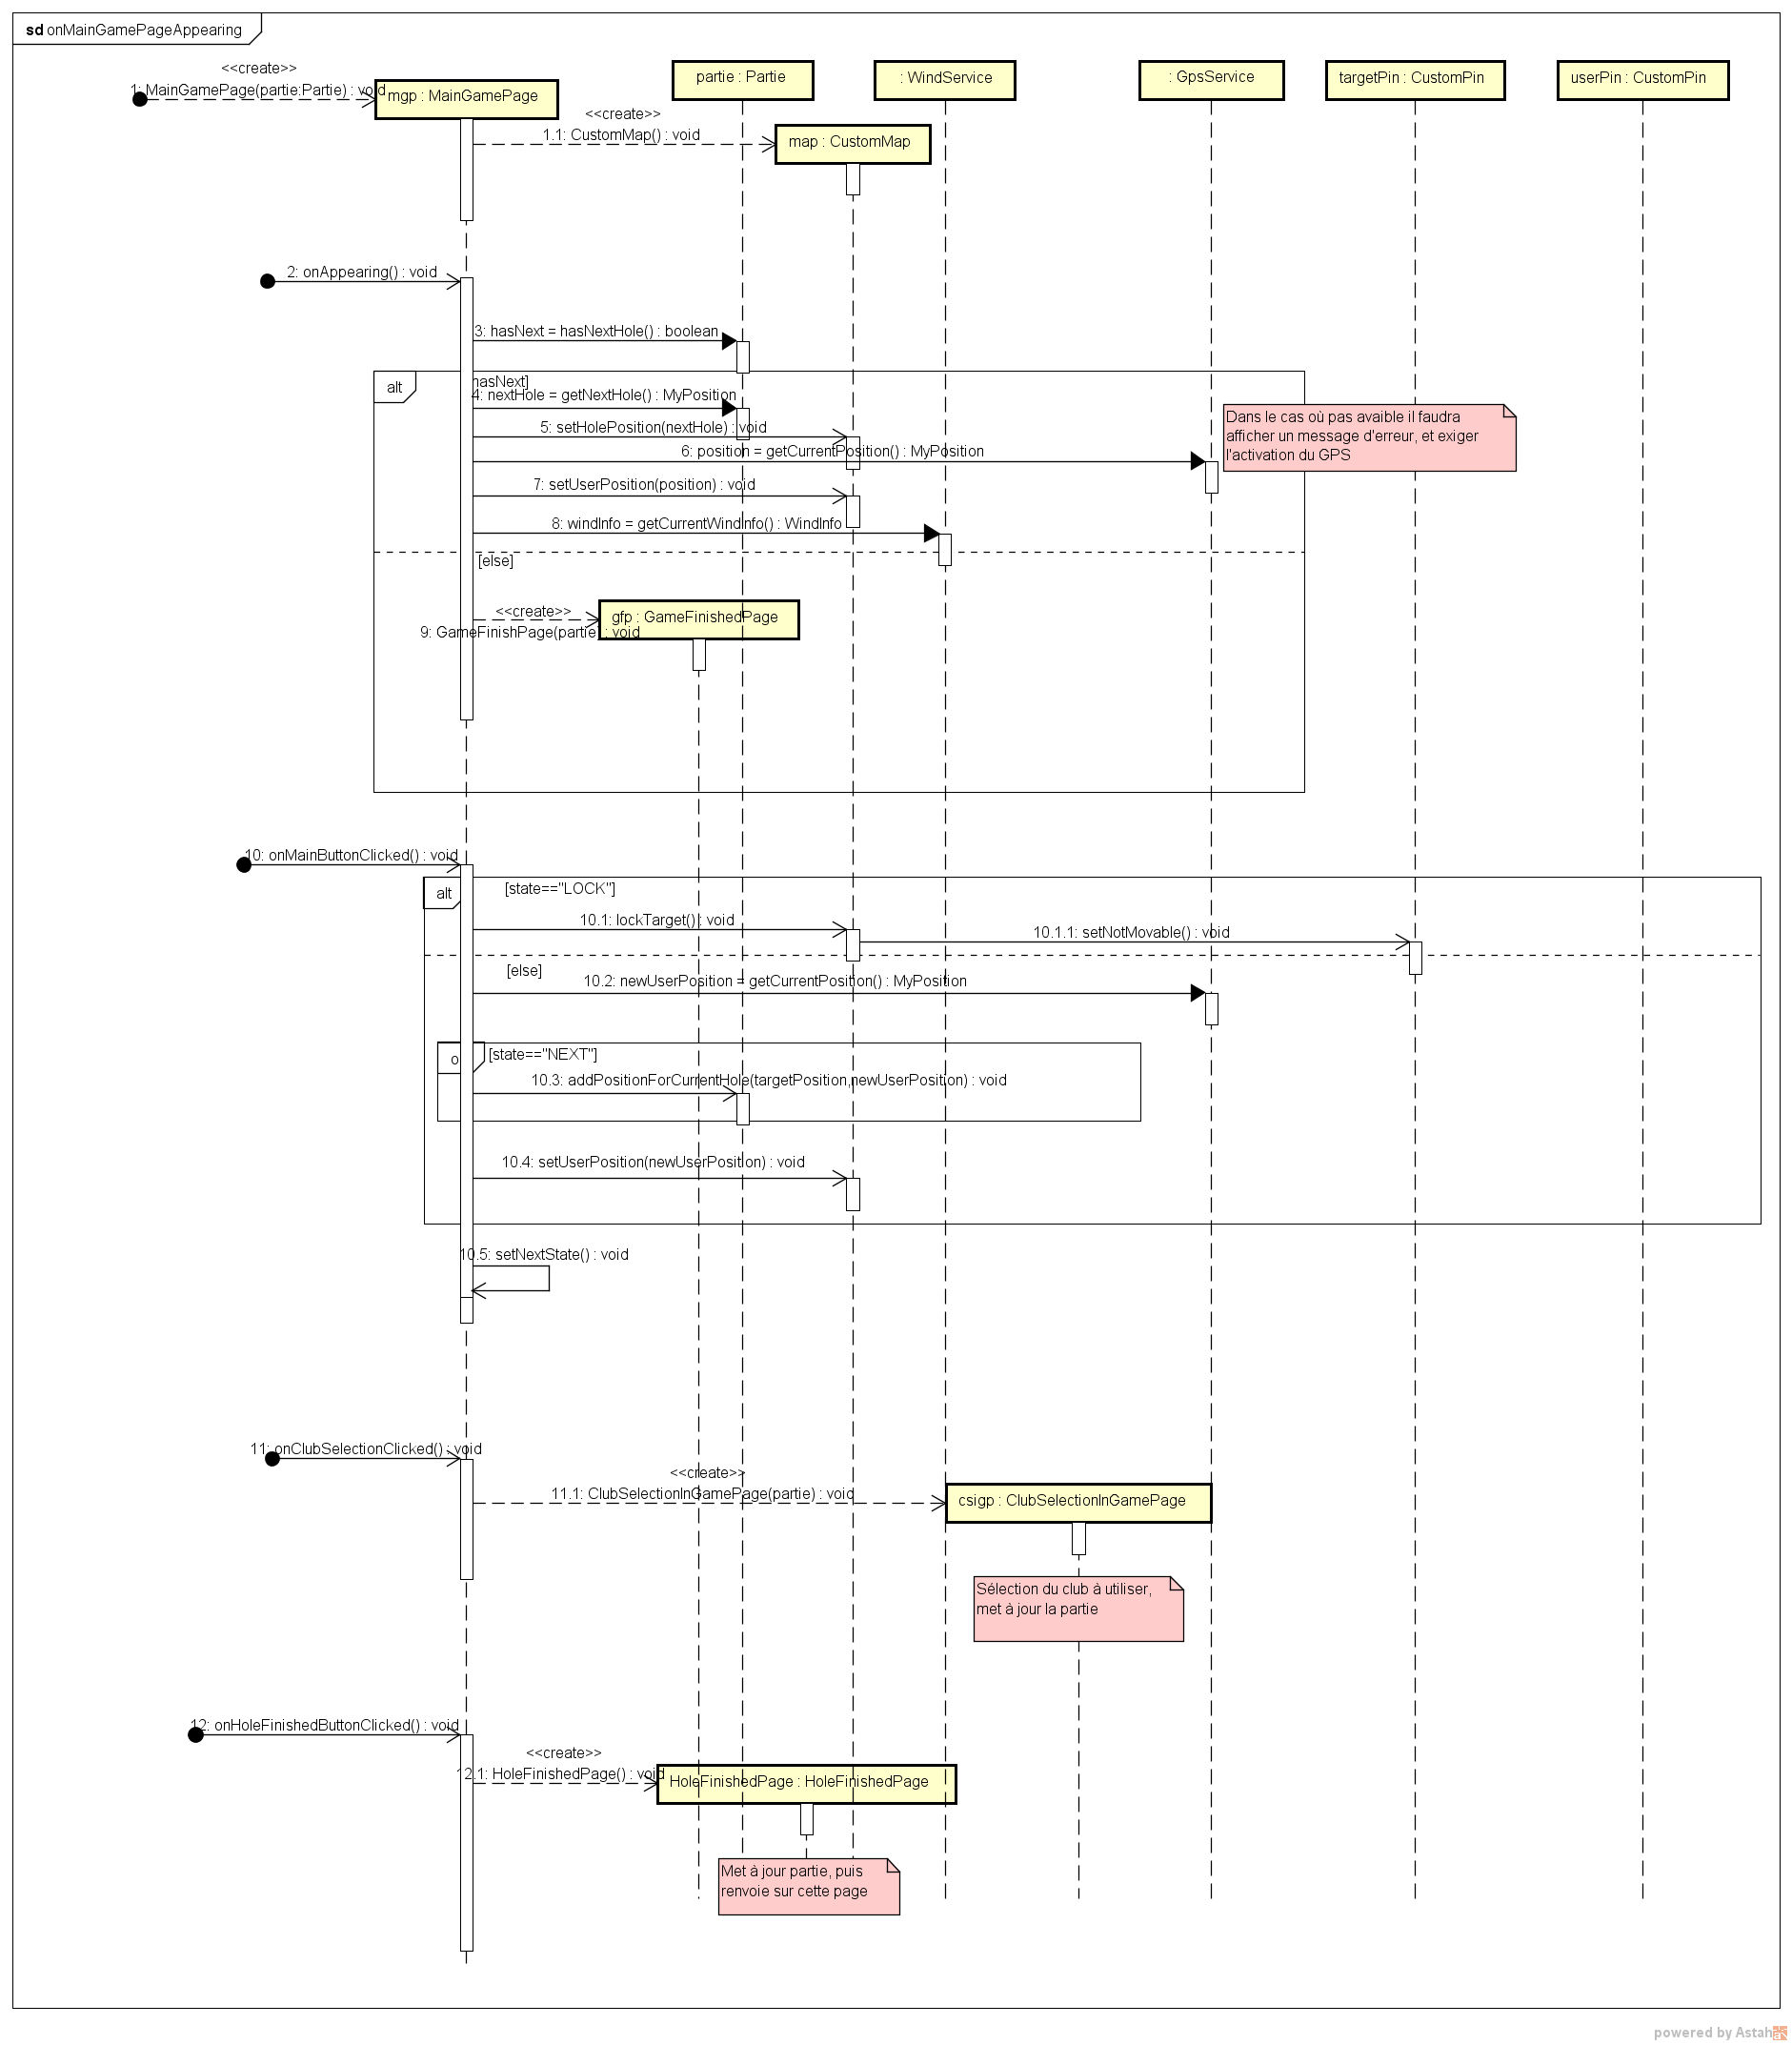 sd onMainGamePageAppearing
<<create>>
1: MainGamePage(partie:Partie) : void
mgp : MainGamePage
partie : Partie
: WindService
: GpsService
targetPin : CustomPin
userPin : CustomPin
<<create>>
1.1: CustomMap() : void
map : CustomMap
2: onAppearing() : void
3: hasNext = hasNextHole() : boolean
alt
hasNext]
4: nextHole = getNextHole() : MyPosition
5: setHolePosition(nextHole) : void
6: position = getCurrentPosition() : MyPosition
Dans le cas où pas avaible il faudra
afficher un message d'erreur, et exiger
l'activation du GPS
7: setUserPosition(position) : void
8: windInfo = getCurrentWindInfo() : WindInfo
[else]
<<create>>
gfp : GameFinishedPage
9: GameFinishPage(partie) : void
10: onMainButtonClicked() : void
alt
[state=="LOCK"]
10.1: lockTarget() : void
10.1.1: setNotMovable() : void
[else]
10.2: newUserPosition = getCurrentPosition() : MyPosition
[state=="NEXT"]
10.3: addPositionForCurrentHole(targetPosition,newUserPosition) : void
10.4: setUserPosition(newUserPosition) : void
10.5: setNextState() : void
11: onClubSelectionClicked() : void
<<create>>
11.1: ClubSelectionInGamePage(partie) : void
csigp : ClubSelectionInGamePage
Sélection du club à utiliser,
met à jour la partie
12: onHoleFinishedButtonClicked() : void
<<create>>
12.1: HoleFinishedPage() : void
HoleFinishedPage : HoleFinishedPage
Met à jour partie, puis
renvoie sur cette page
powered by Astah